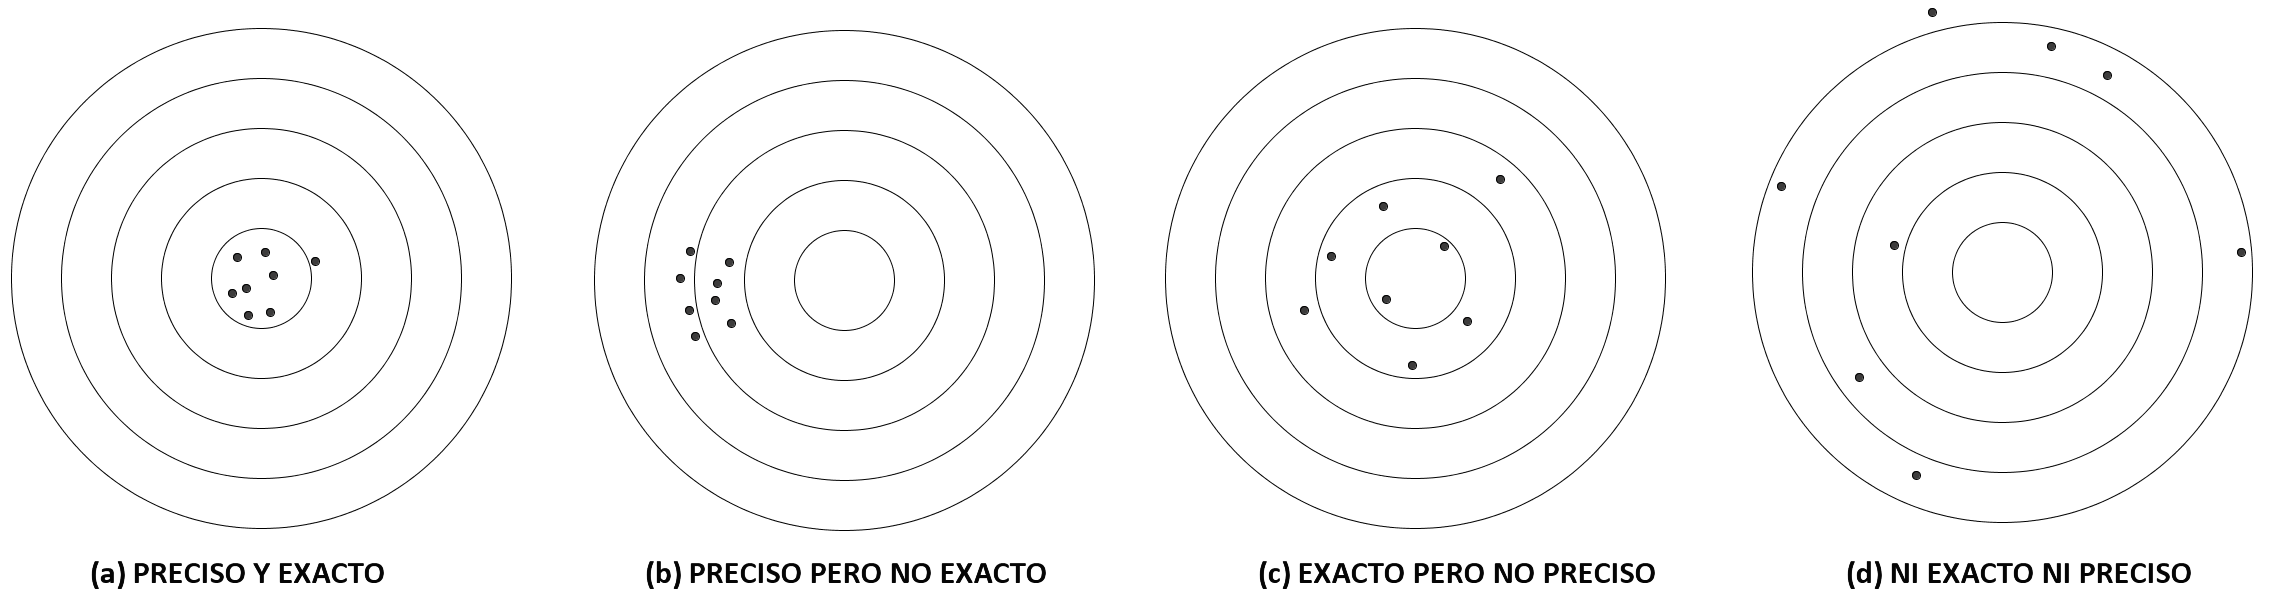 (a) PRECISO Y EXACTO
(b) PRECISO PERO NO EXACTO
(c) EXACTO PERO NO PRECISO
(d) NI EXACTO NI PRECISO